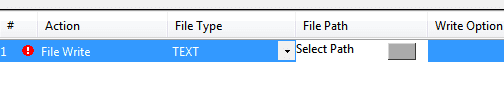 # Action File Type File Path Write Option
1 File Write TEXT Select Path